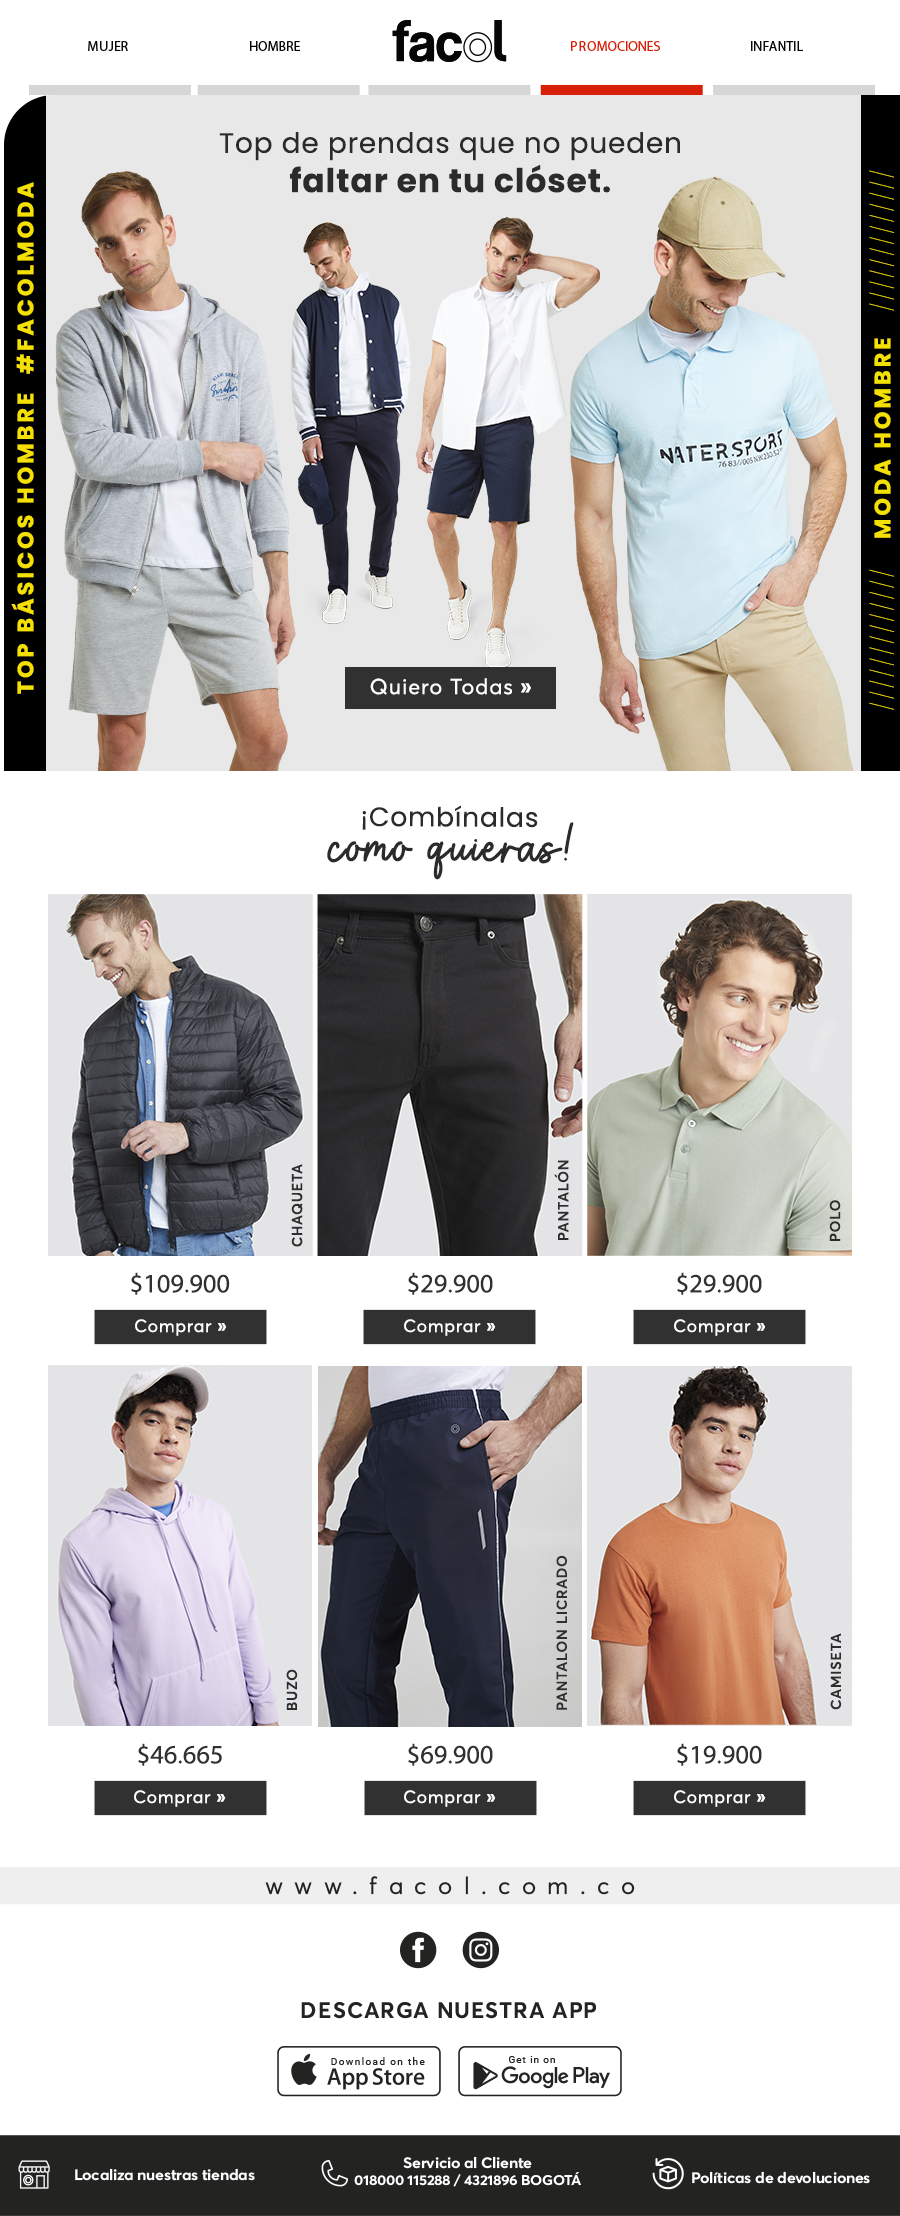 MUJER
HOMBRE
facol
PROMOCIONES
INFANTIL
Top de prendas que no pueden
faltar en tu clóset.
TOP BÁSICOS HOMBRE #FACOLMODA
MODA HOMBRE
NATERSPORT
Quiero Todas »
¡Combínalas
como quieras!
CHAQUETA
PANTALÓN
POLO
$109.900
$29.900
$29.900
Comprar »
Comprar »
Comprar »
BUZO
PANTALON LICRADO
CAMISETA
$46.665
$69.900
$19.900
Comprar »
Comprar »
Comprar »
www.facol.com.co
DESCARGA NUESTRA APP
Download on the
App Store
Get in on
Google Play
Localiza nuestras tiendas
Servicio al Cliente
018000 115288 / 4321896 BOGOTÁ
Políticas de devoluciones